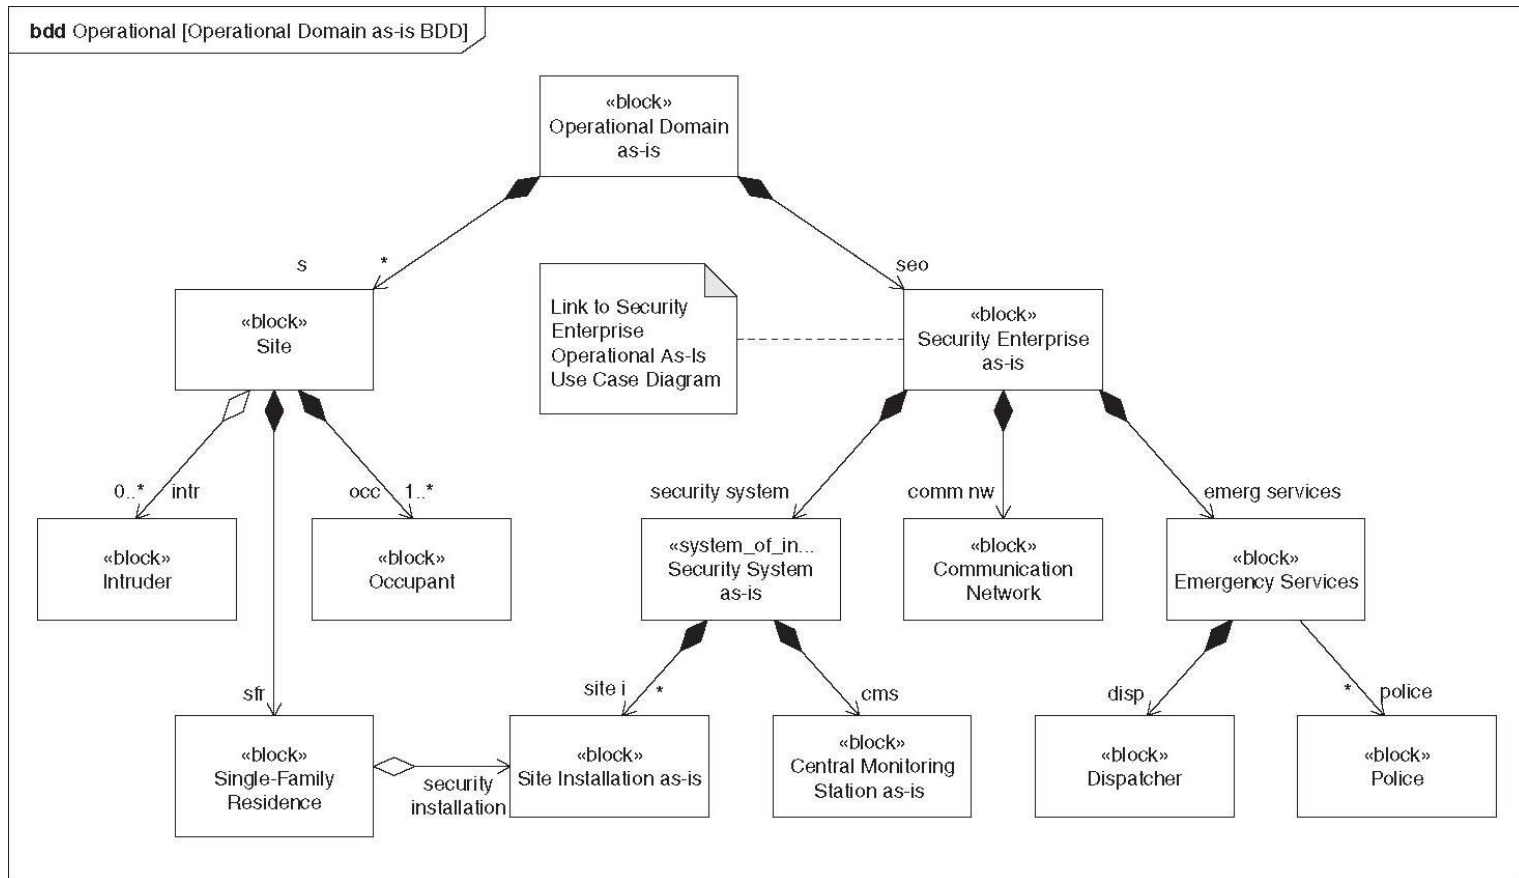 bdd Operational [Operational Domain as-is BDD]
«block»
Operational Domain
as-is
s
*
seo
«block»
Site
Link to Security
Enterprise
Operational As-Is
Use Case Diagram
«block»
Security Enterprise
as-is
0..*
intr
occ
1..*
security system
comm nw
emerg services
«block»
Intruder
«block»
Occupant
«system_of_in...
Security System
as-is
«block»
Communication
Network
«block»
Emergency Services
sfr
site i
*
cms
disp
*
police
«block»
Single-Family
Residence
security
installation
«block»
Site Installation as-is
«block»
Central Monitoring
Station as-is
«block»
Dispatcher
«block»
Police